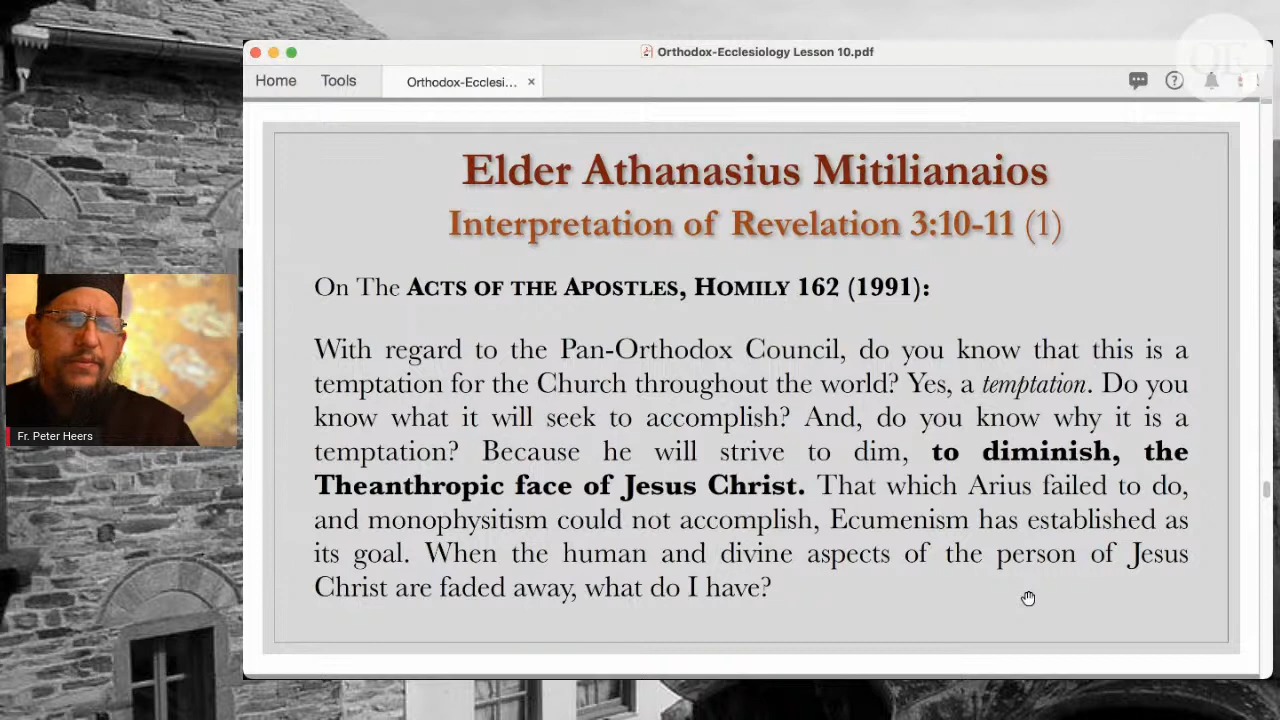 Orthodox-Ecclesiology Lesson 10.pdf
Home Tools Orthodox-Ecclesi... ×
Elder Athanasius Mitilianaios
Interpretation of Revelation 3:10-11 (1)
On The ACTS OF THE APOSTLES, HOMILY 162 (1991):
With regard to the Pan-Orthodox Council, do you know that this is a
temptation for the Church throughout the world? Yes, a temptation. Do you
know what it will seek to accomplish? And, do you know why it is a
temptation? Because he will strive to dim, to diminish, the
Theanthropic face of Jesus Christ. That which Arius failed to do,
and monophysitism could not accomplish, Ecumenism has established as
its goal. When the human and divine aspects of the person of Jesus
Christ are faded away, what do I have?
Fr. Peter Heers